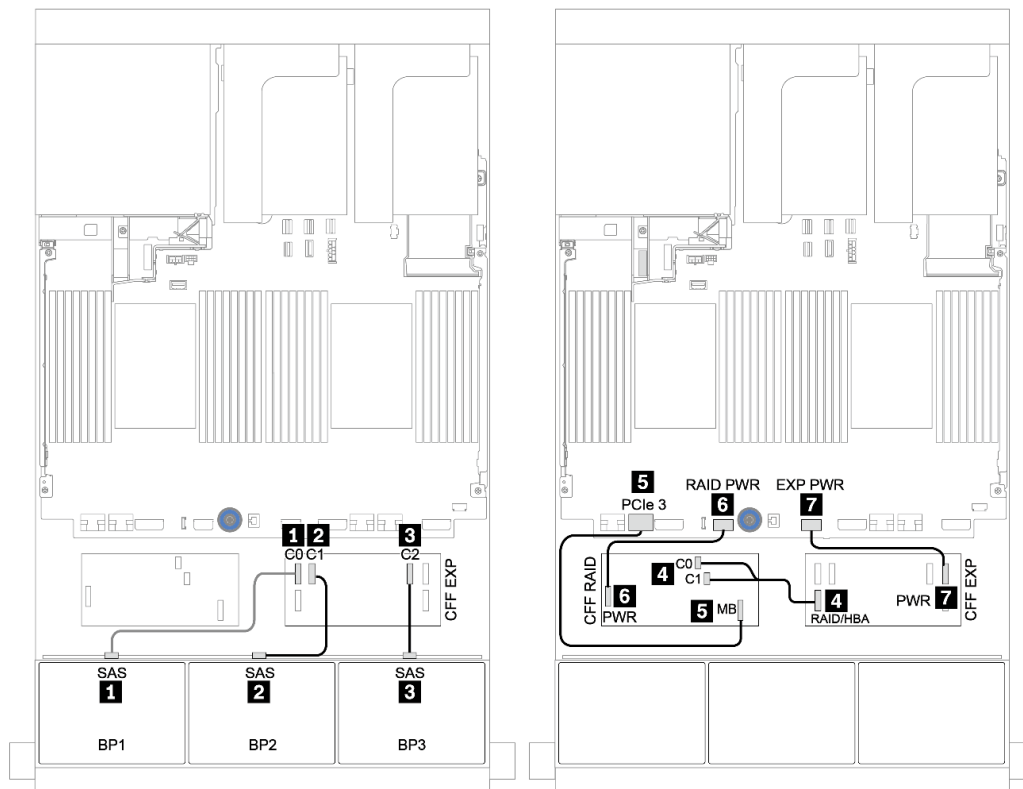 1 2 3
C0 C1 C2
CFF EXP
SAS SAS SAS
1 2 3
BP1 BP2 BP3
5
PCIe 3
RAID PWR
6
EXP PWR
7
CFF RAID
4
C0
C1
6
PWR
5 MB
4
RAID/HBA
PWR 7
CFF EXP